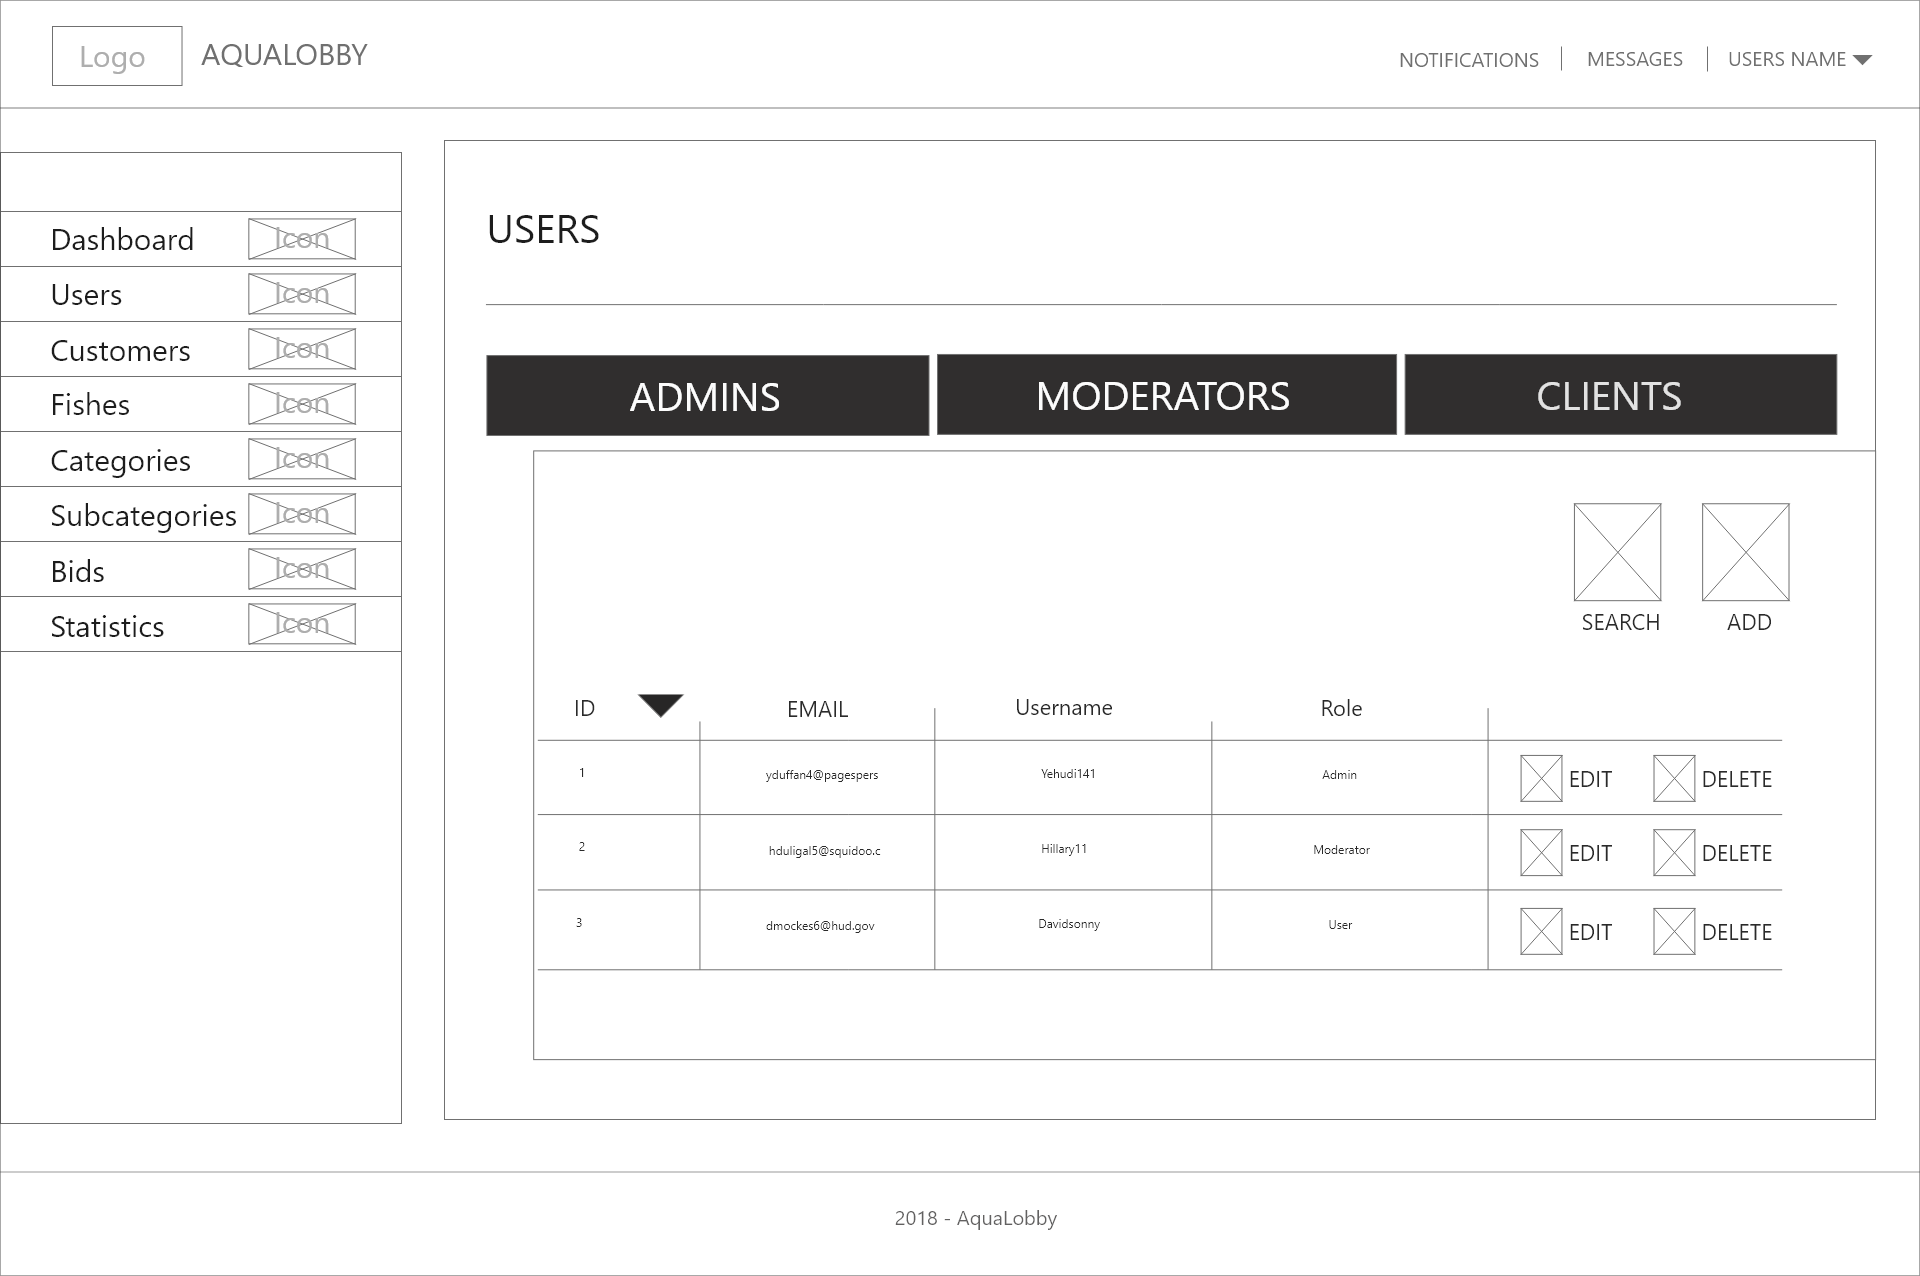 Logo
AQUALOBBY
NOTIFICATIONS
MESSAGES
USERS NAME
Dashboard Icon
Users Icon
Customers Icon
Fishes Icon
Categories Icon
Subcategories Icon
Bids Icon
Statistics Icon
USERS
ADMINS
MODERATORS
CLIENTS
SEARCH
ADD
ID EMAIL Username Role
1 yduffan4@pagespers Yehudi141 Admin EDIT DELETE
2 hduligal5@squidoo.c Hillary11 Moderator EDIT DELETE
3 dmockes6@hud.gov Davidsonny User EDIT DELETE
2018 - AquaLobby